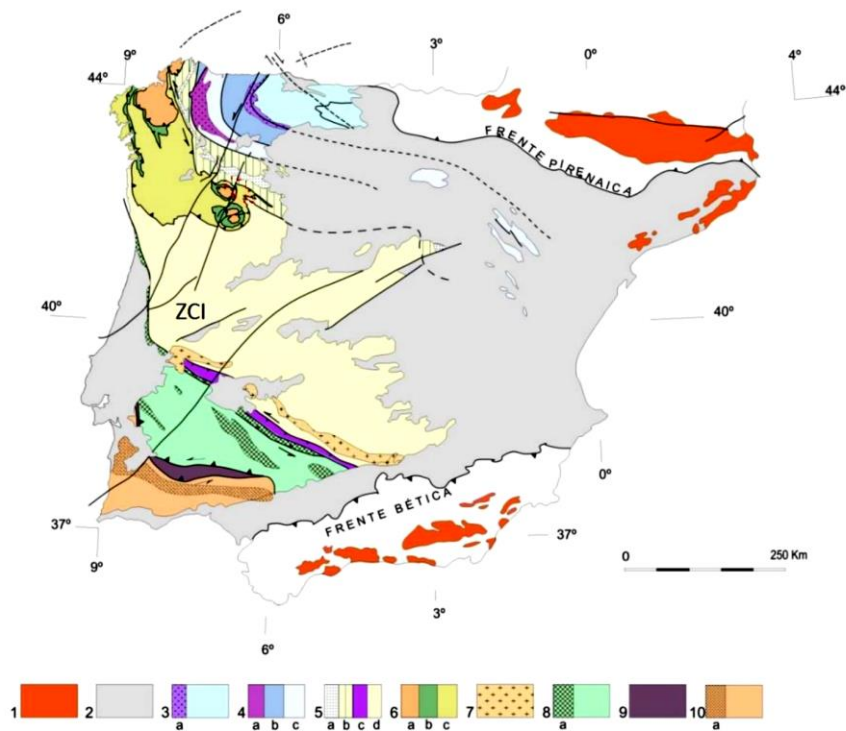 6º
9º
3º
0º
4º
44º
44º
FRENTE PIRENAICA
40º
ZCI
40º
0º
FRENTE BÉTICA
37º
37º
9º
0
250 Km
3º
6º
1 2 3 4 5 6 7 8 9 10
a a b c a b c d a b c a a